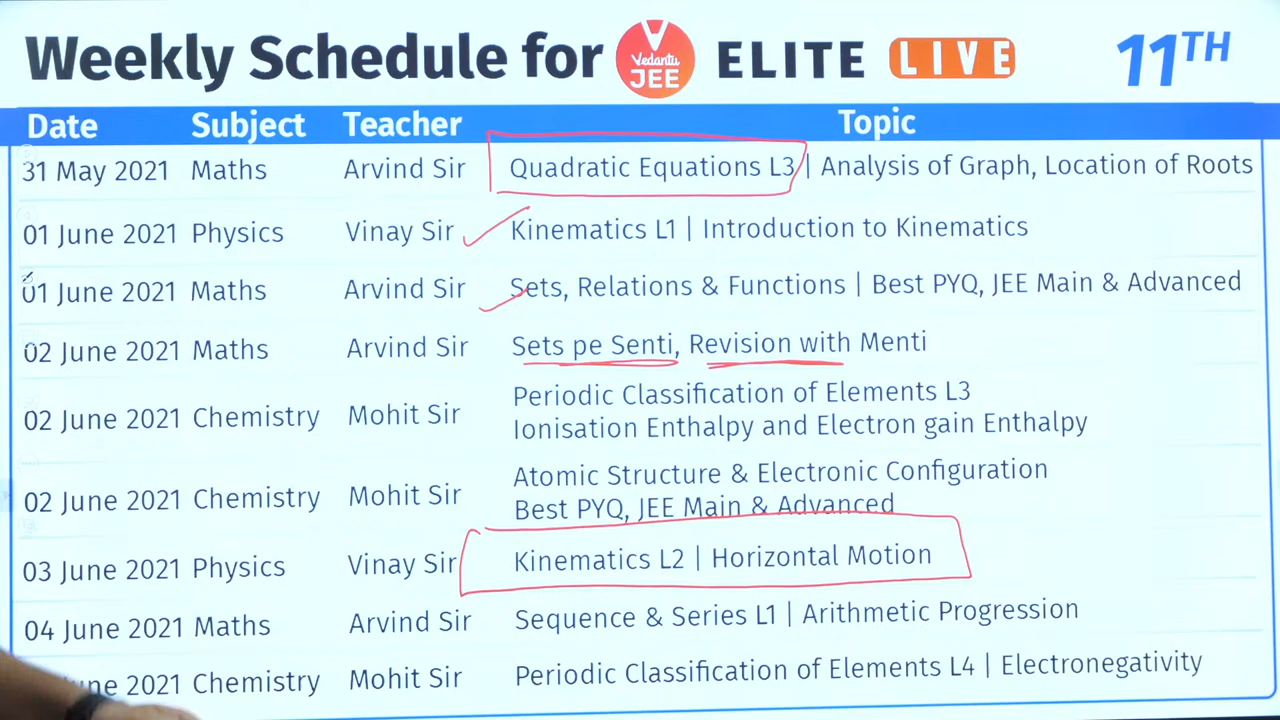 Weekly Schedule for Vedantu JEE ELITE LIVE 11TH
Date Subject Teacher Topic
31 May 2021 Maths Arvind Sir Quadratic Equations L3 | Analysis of Graph, Location of Roots
01 June 2021 Physics Vinay Sir Kinematics L1 | Introduction to Kinematics
01 June 2021 Maths Arvind Sir Sets, Relations & Functions | Best PYQ, JEE Main & Advanced
02 June 2021 Maths Arvind Sir Sets pe Senti, Revision with Menti
02 June 2021 Chemistry Mohit Sir Periodic Classification of Elements L3
Ionisation Enthalpy and Electron gain Enthalpy
02 June 2021 Chemistry Mohit Sir Atomic Structure & Electronic Configuration
Best PYQ, JEE Main & Advanced
03 June 2021 Physics Vinay Sir Kinematics L2 | Horizontal Motion
04 June 2021 Maths Arvind Sir Sequence & Series L1 | Arithmetic Progression
2021 Chemistry Mohit Sir Periodic Classification of Elements L4 | Electronegativity